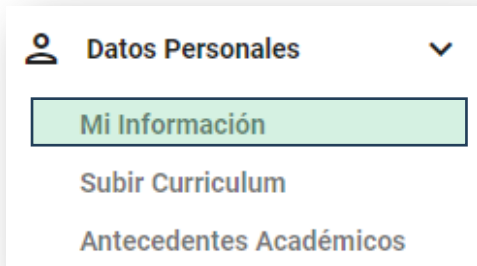 Datos Personales
Mi Información
Subir Curriculum
Antecedentes Académicos